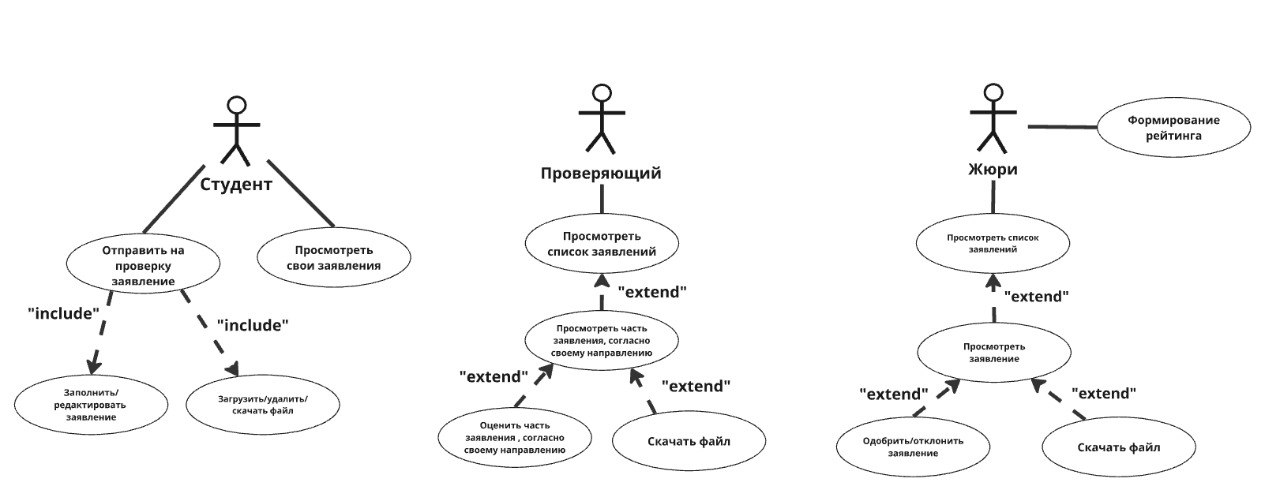 Студент
Отправить на
проверку
заявление
Просмотреть
свои заявления
"include"
"include"
Заполнить/
редактировать
заявление
Загрузить/удалить/
скачать файл
Проверяющий
Просмотреть
список заявлений
"extend"
Просмотреть часть
заявления, согласно
своему направлению
"extend"
"extend"
Оценить часть
заявления , согласно
своему направлению
Скачать файл
Жюри
Формирование
рейтинга
Просмотреть список
заявлений
"extend"
Просмотреть
заявление
"extend"
"extend"
Одобрить/отклонить
заявление
Скачать файл